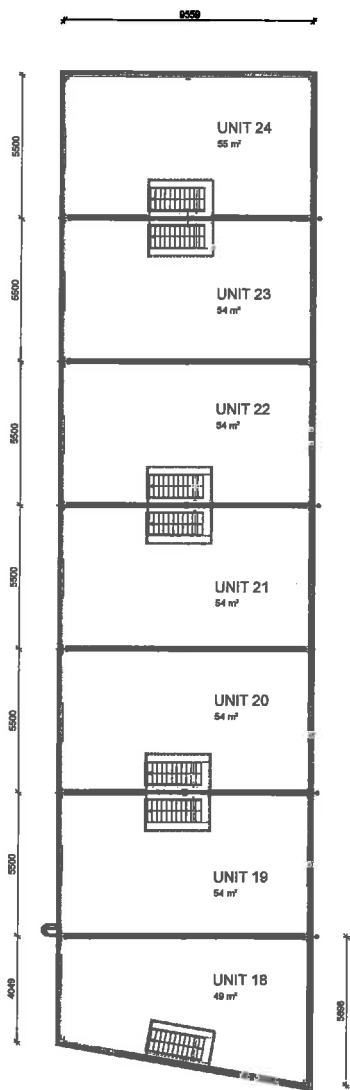 9559
UNIT 24
55 m²
5500
UNIT 23
54 m²
5500
UNIT 22
54 m²
5500
UNIT 21
54 m²
5500
UNIT 20
54 m²
5500
UNIT 19
54 m²
5500
UNIT 18
49 m²
4049
5698